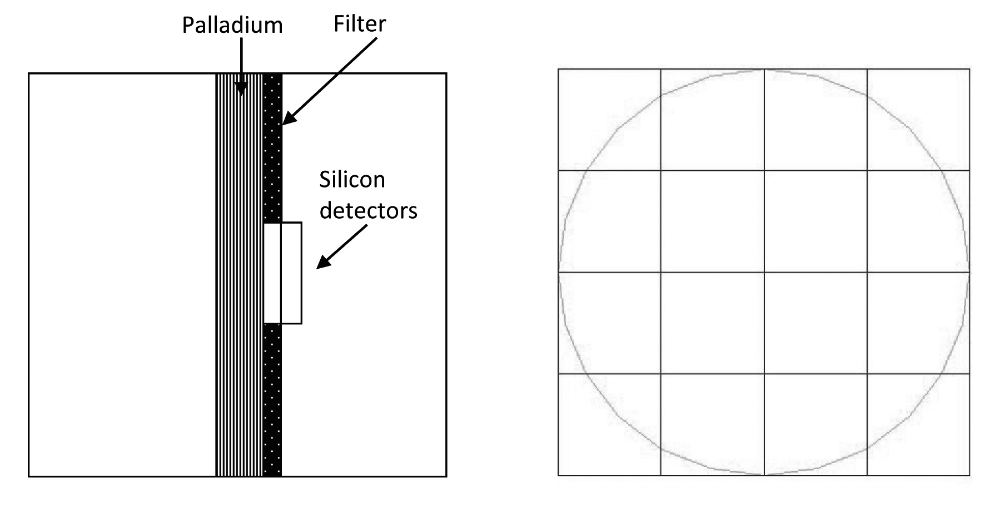 Palladium
Filter
Silicon
detectors